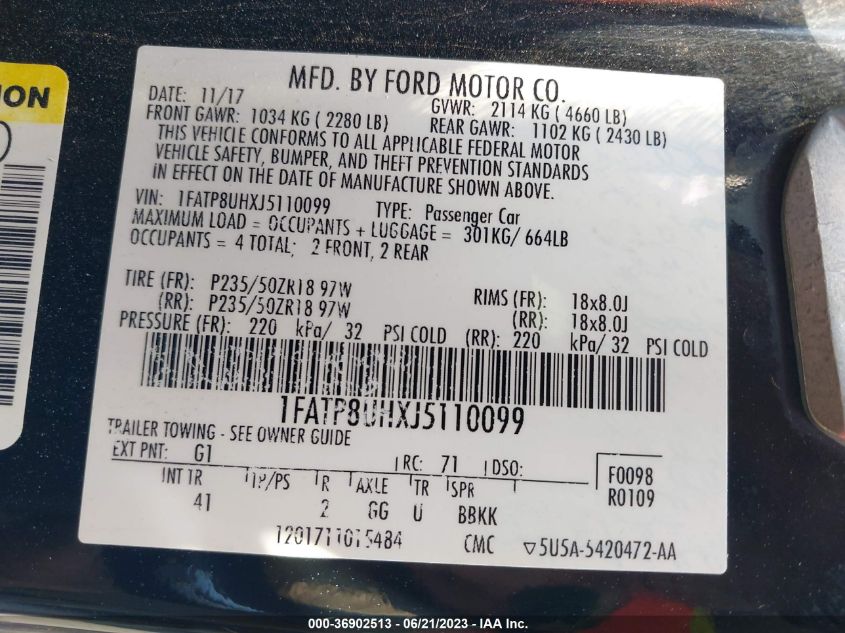 ION
MFD. BY FORD MOTOR CO.
DATE: 11/17
GVWR: 2114 KG ( 4660 LB)
FRONT GAWR: 1034 KG ( 2280 LB)
REAR GAWR: 1102 KG ( 2430 LB)
THIS VEHICLE CONFORMS TO ALL APPLICABLE FEDERAL MOTOR
VEHICLE SAFETY, BUMPER, AND THEFT PREVENTION STANDARDS
IN EFFECT ON THE DATE OF MANUFACTURE SHOWN ABOVE.
VIN: 1FATP8UHXJ5110099 TYPE: Passenger Car
MAXIMUM LOAD = OCCUPANTS + LUGGAGE = 301KG/ 664LB
OCCUPANTS = 4 TOTAL; 2 FRONT, 2 REAR
TIRE (FR): P235/50ZR18 97W RIMS (FR): 18x8.0J
(RR): P235/50ZR18 97W (RR): 18x8.0J
PRESSURE (FR): 220 kPa/ 32 PSI COLD (RR): 220 kPa/ 32 PSI COLD
1FATP8UHXJ5110099
TRAILER TOWING - SEE OWNER GUIDE
EXT PNT: G1 RC: 71 DSO:
F0098
R0109
INT TR TP/PS R AXLE TR SPR
41 2 GG U BBKK
1201711015484 CMC ▽5U5A-5420472-AA
000-36902513 - 06/21/2023 - IAA Inc.